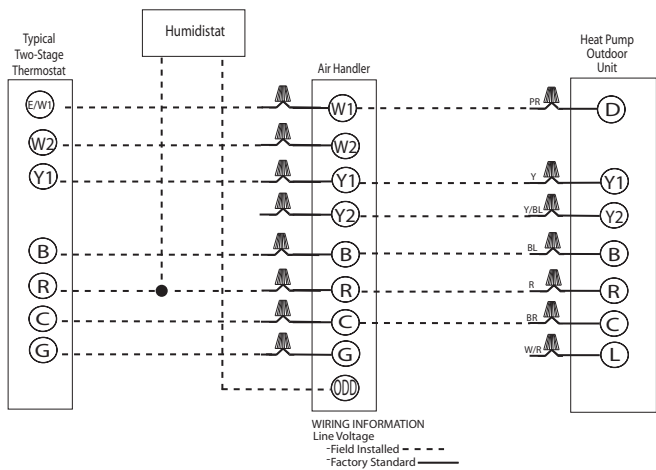 Humidistat
Typical
Two-Stage
Thermostat
Air Handler
Heat Pump
Outdoor
Unit
E/W1
W1
PR
D
W2
W2
Y1
Y1
Y
Y1
Y2
Y/BL
Y2
B
B
BL
B
R
R
R
R
C
C
BR
C
G
G
W/R
L
ODD
WIRING INFORMATION
Line Voltage
-Field Installed
-Factory Standard